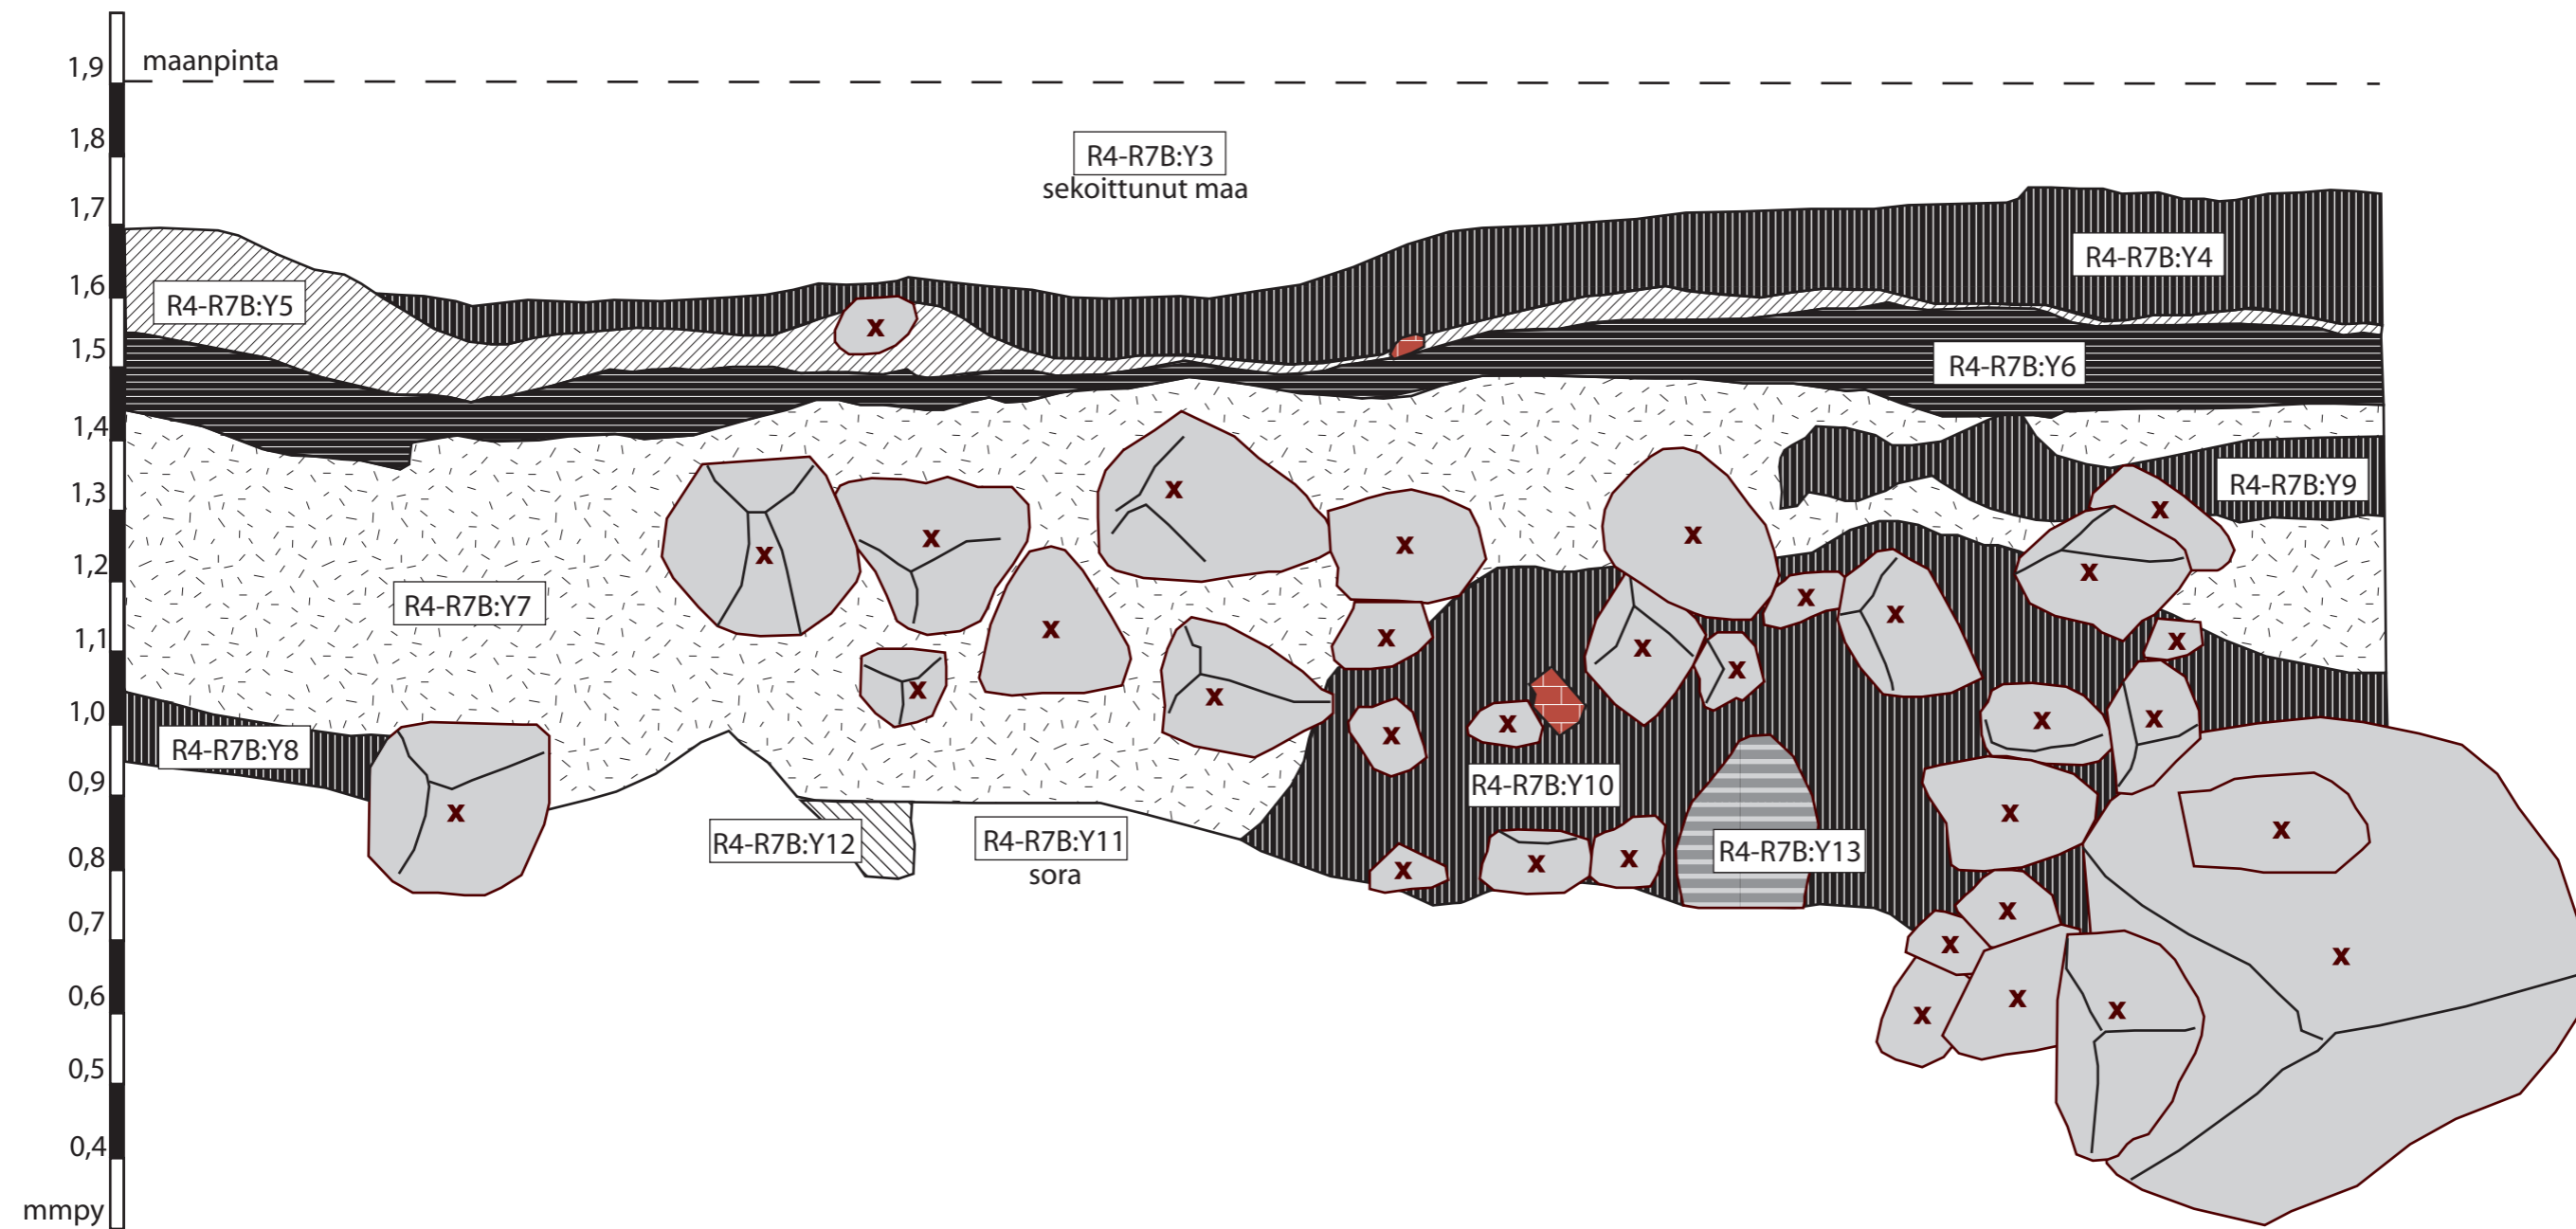 1,9
maanpinta
1,8
R4-R7B:Y3
sekoittunut maa
1,7
R4-R7B:Y4
1,6
R4-R7B:Y5
1,5
R4-R7B:Y6
1,4
1,3
R4-R7B:Y9
x
x
x
x
x
x
1,2
x
R4-R7B:Y7
x
x
x
x
x
1,1
x
x
x
x
x
x
1,0
x
x
x
x
R4-R7B:Y8
0,9
R4-R7B:Y10
x
x
x
R4-R7B:Y12
R4-R7B:Y11
sora
R4-R7B:Y13
0,8
x
x
x
0,7
x
x
x
0,6
x
x
x
0,5
0,4
mmpy